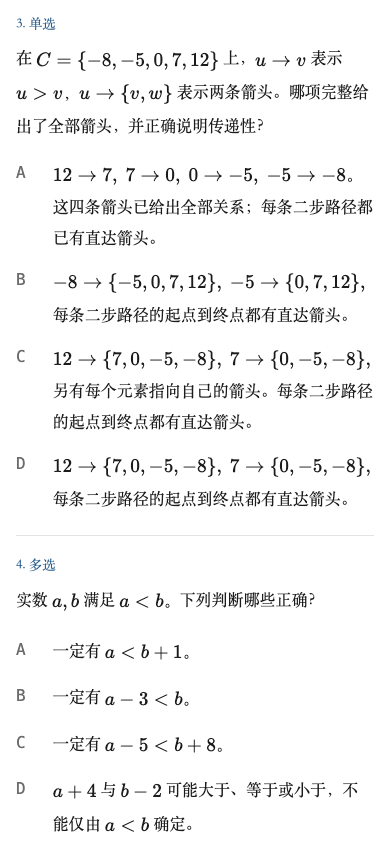 3. 单选
在 C = {−8, −5, 0, 7, 12} 上，u → v 表示
u > v，u → {v, w} 表示两条箭头。哪项完整给
出了全部箭头，并正确说明传递性？
A 12 → 7, 7 → 0, 0 → −5, −5 → −8。
这四条箭头已给出全部关系；每条二步路径都
已有直达箭头。
B −8 → {−5, 0, 7, 12}, −5 → {0, 7, 12},
每条二步路径的起点到终点都有直达箭头。
C 12 → {7, 0, −5, −8}, 7 → {0, −5, −8},
另有每个元素指向自己的箭头。每条二步路径
的起点到终点都有直达箭头。
D 12 → {7, 0, −5, −8}, 7 → {0, −5, −8},
每条二步路径的起点到终点都有直达箭头。
4. 多选
实数 a, b 满足 a < b。下列判断哪些正确？
A 一定有 a < b + 1。
B 一定有 a − 3 < b。
C 一定有 a − 5 < b + 8。
D a + 4 与 b − 2 可能大于、等于或小于，不
能仅由 a < b 确定。